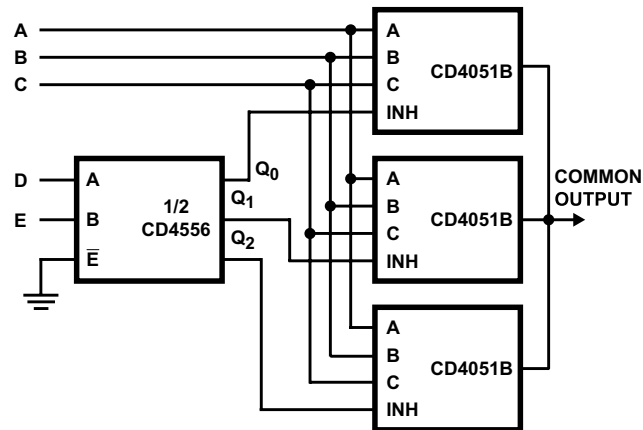 A
B
C
D
E
A
B
E̅
1/2
CD4556
Q0
Q1
Q2
A
B
C
INH
CD4051B
A
B
C
INH
CD4051B
A
B
C
INH
CD4051B
COMMON
OUTPUT